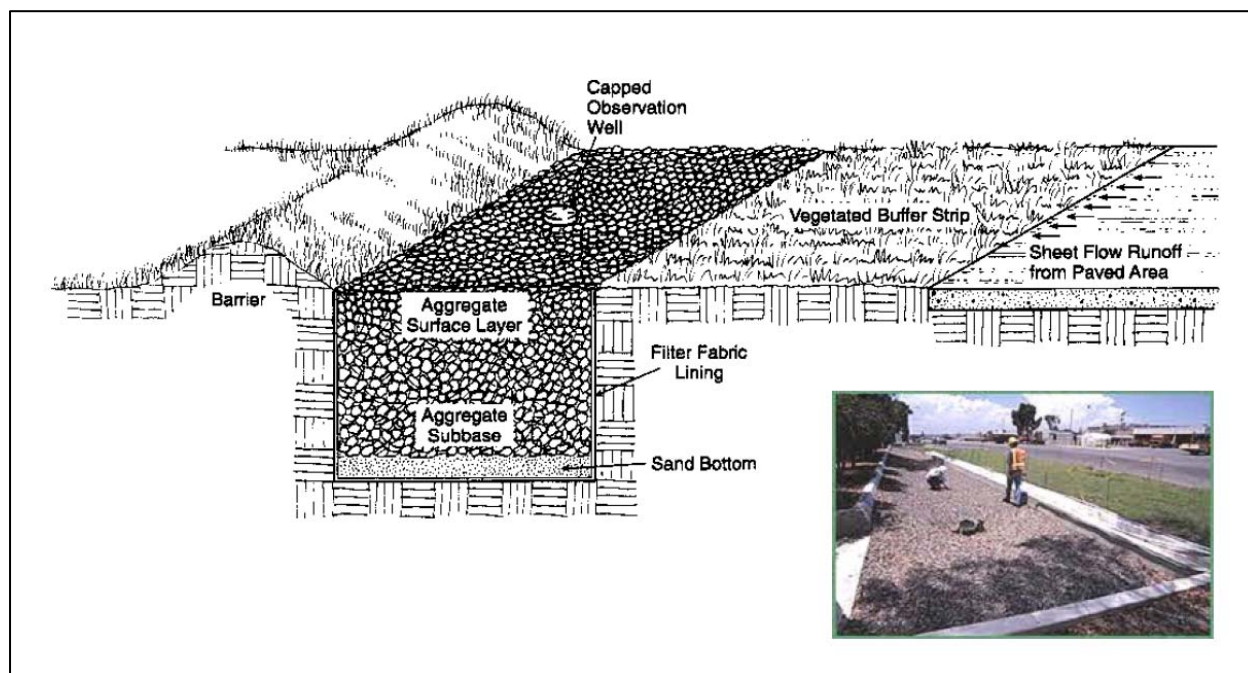 Capped
Observation
Well
Vegetated Buffer Strip
Sheet Flow Runoff
from Paved Area
Barrier
Aggregate
Surface Layer
Filter Fabric
Lining
Aggregate
Subbase
Sand Bottom